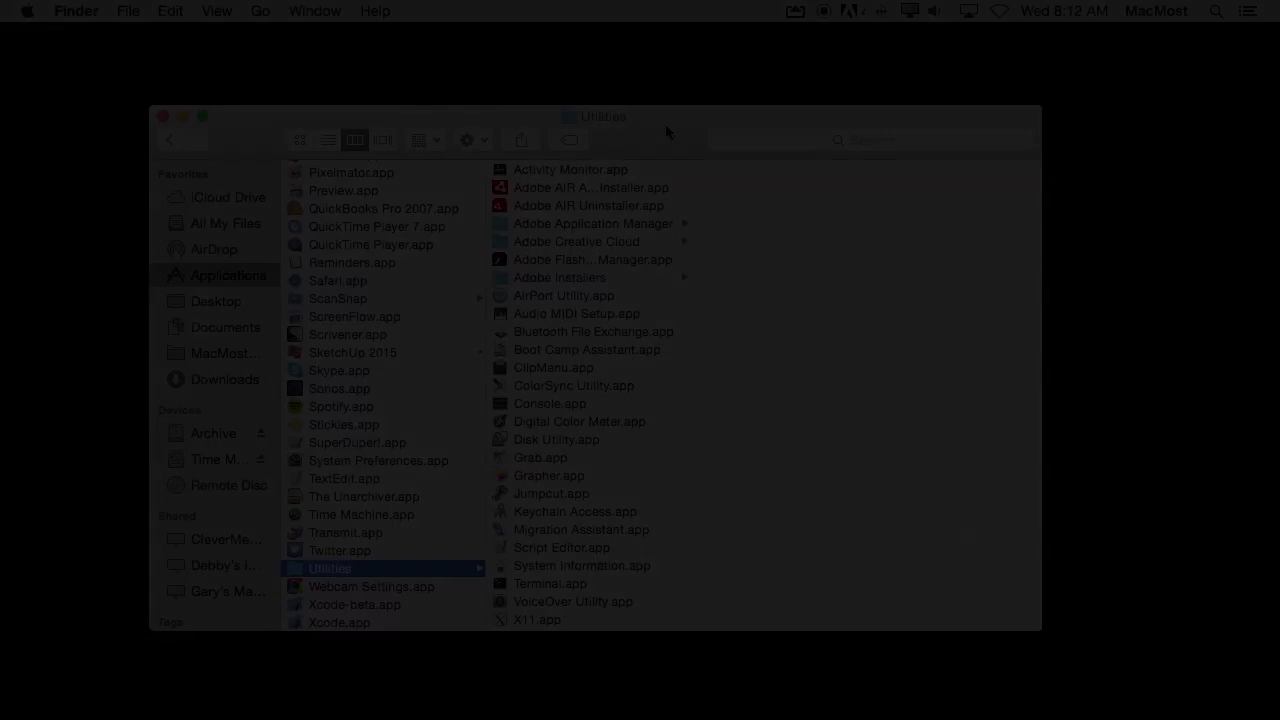 Finder File Edit View Go Window Help Wed 8:12 AM MacMost
Utilities
Search
Favorites
iCloud Drive
All My Files
AirDrop
Applications
Desktop
Documents
MacMost...
Downloads
Devices
Archive
Time M...
Remote Disc
Shared
CleverMe...
Debby's i...
Gary's Ma...
Tags
Pixelmator.app
Preview.app
QuickBooks Pro 2007.app
QuickTime Player 7.app
QuickTime Player.app
Reminders.app
Safari.app
ScanSnap
ScreenFlow.app
Scrivener.app
SketchUp 2015
Skype.app
Sonos.app
Spotify.app
Stickies.app
SuperDuper!.app
System Preferences.app
TextEdit.app
The Unarchiver.app
Time Machine.app
Transmit.app
Twitter.app
Utilities
Webcam Settings.app
Xcode-beta.app
Xcode.app
Activity Monitor.app
Adobe AIR A...Installer.app
Adobe AIR Uninstaller.app
Adobe Application Manager
Adobe Creative Cloud
Adobe Flash...Manager.app
Adobe Installers
AirPort Utility.app
Audio MIDI Setup.app
Bluetooth File Exchange.app
Boot Camp Assistant.app
ClipMenu.app
ColorSync Utility.app
Console.app
Digital Color Meter.app
Disk Utility.app
Grab.app
Grapher.app
Jumpcut.app
Keychain Access.app
Migration Assistant.app
Script Editor.app
System Information.app
Terminal.app
VoiceOver Utility.app
X11.app